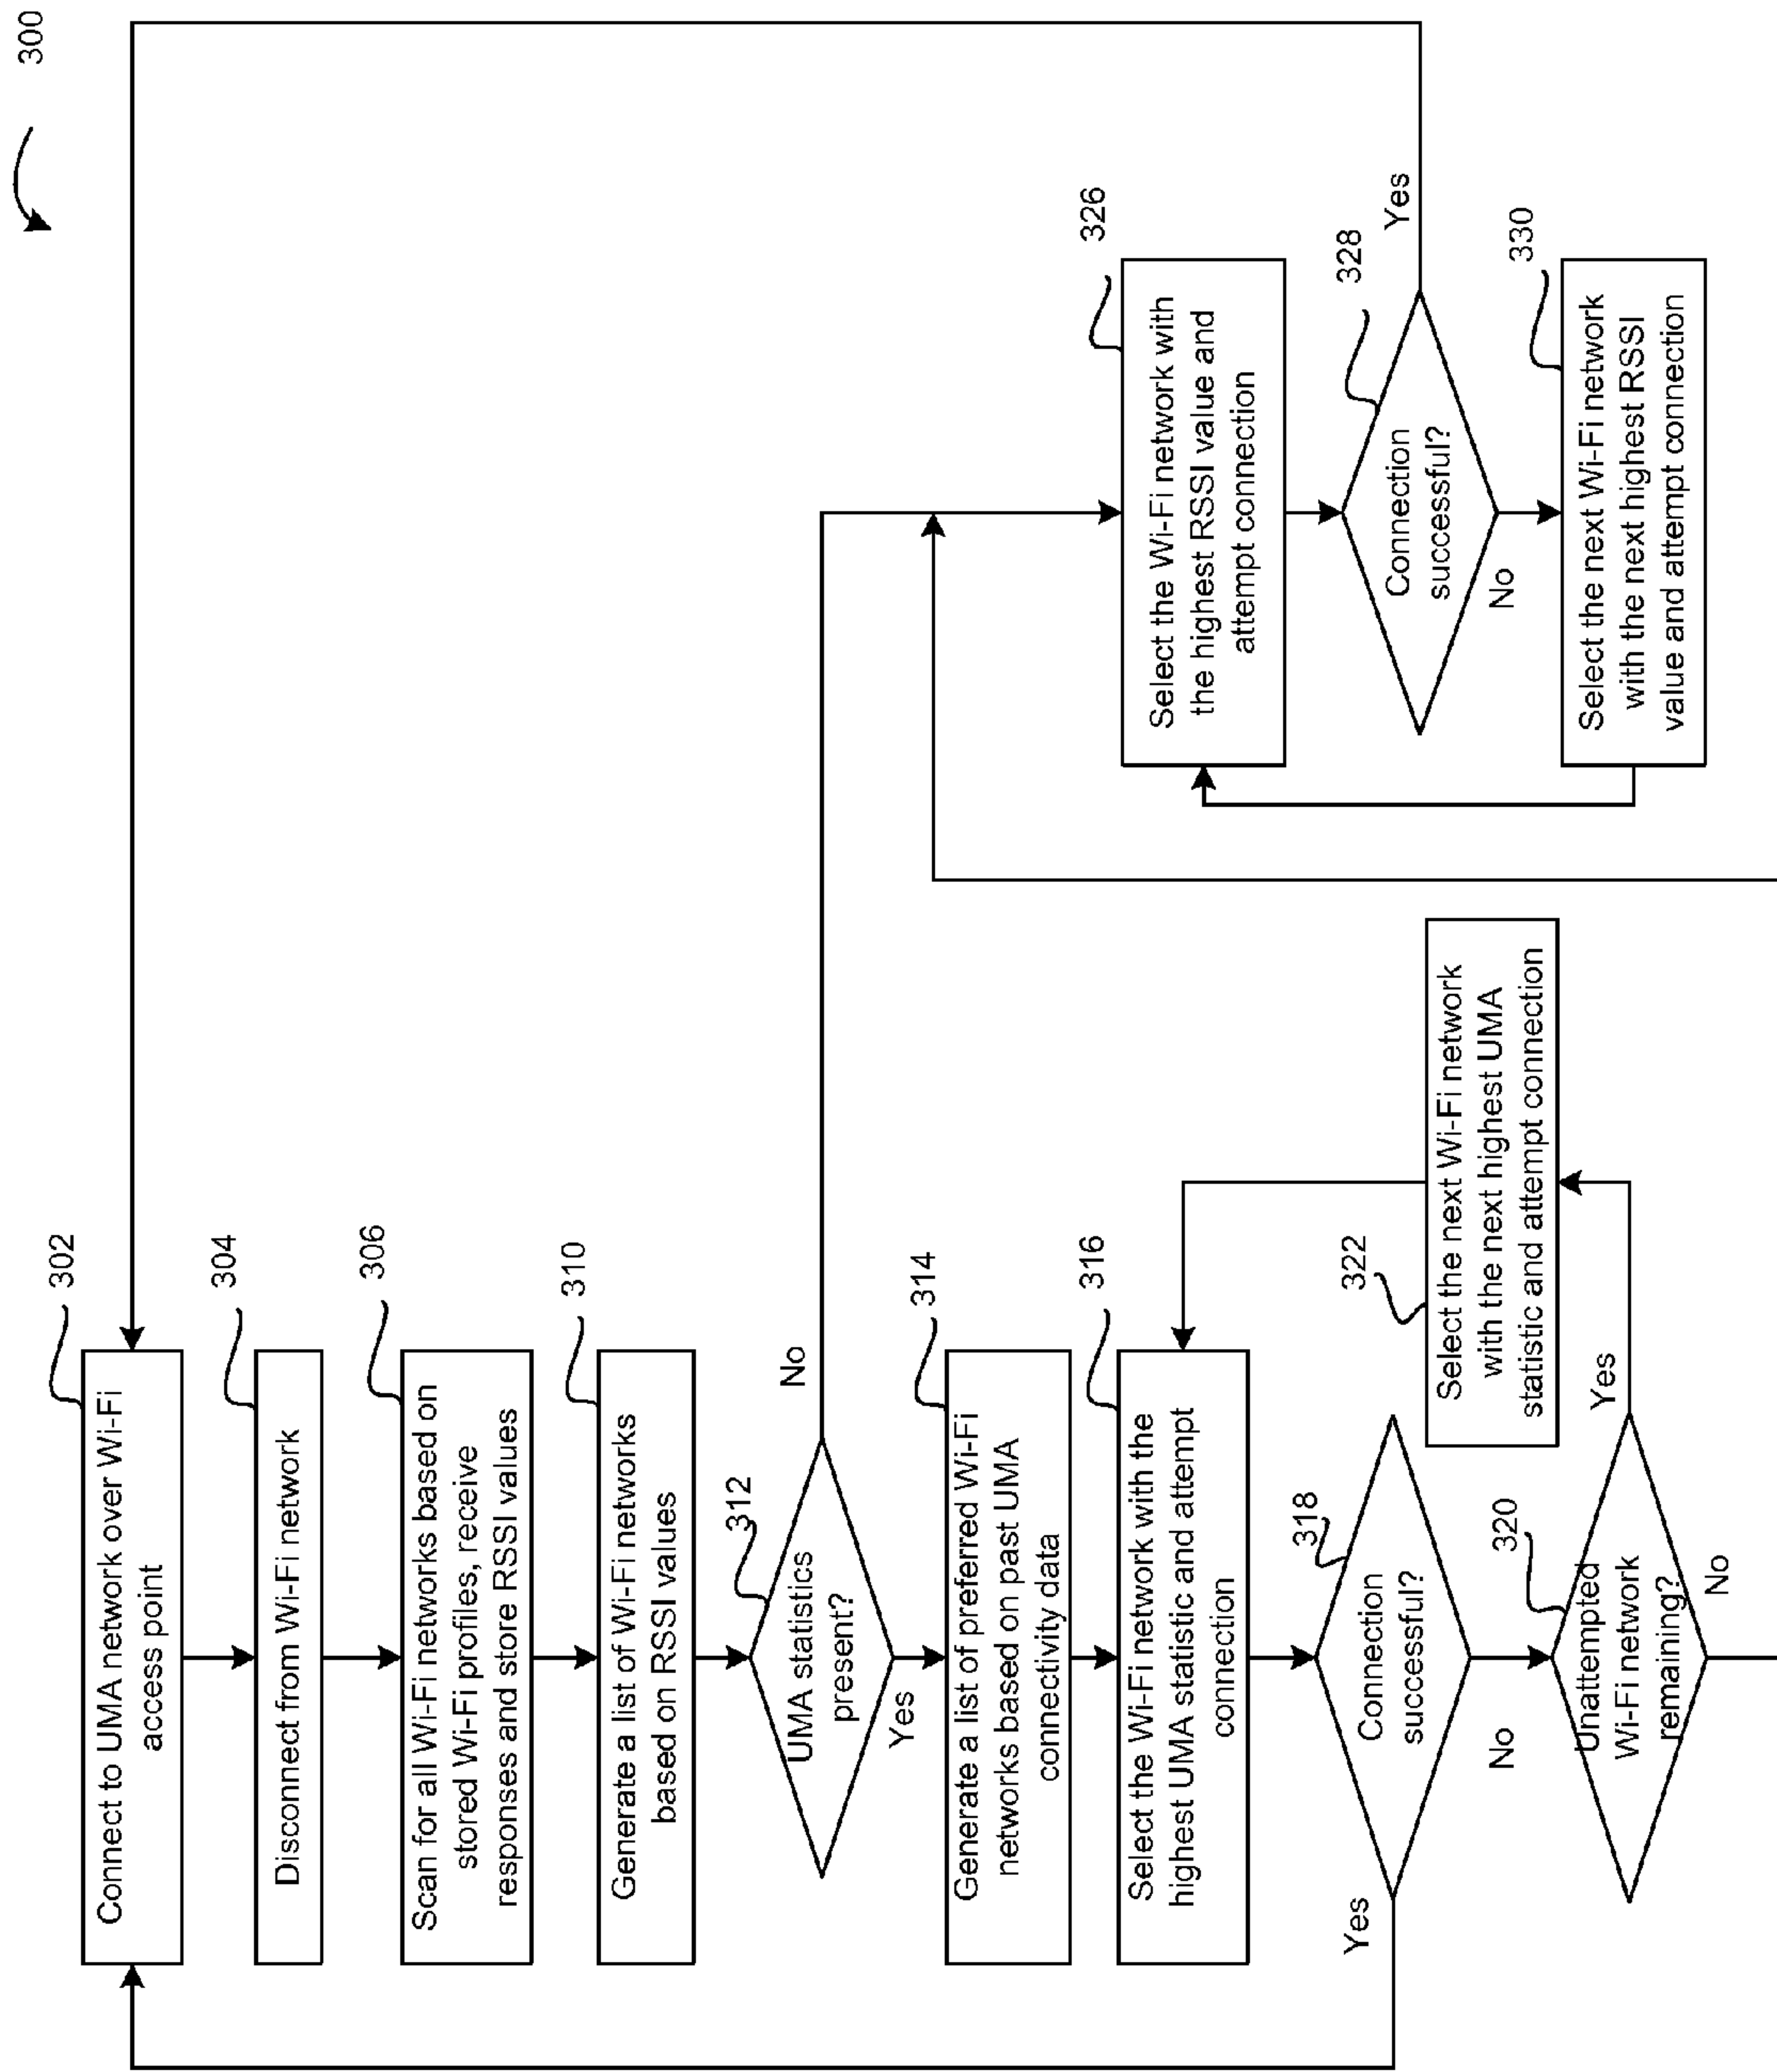 300
302
Connect to UMA network over Wi-Fi
access point
304
Disconnect from Wi-Fi network
306
Scan for all Wi-Fi networks based on
stored Wi-Fi profiles, receive
responses and store RSSI values
310
Generate a list of Wi-Fi networks
based on RSSI values
312
UMA statistics
present?
No
Yes
314
Generate a list of preferred Wi-Fi
networks based on past UMA
connectivity data
316
Select the Wi-Fi network with the
highest UMA statistic and attempt
connection
318
Connection
successful?
Yes
No
320
Unattempted
Wi-Fi network
remaining?
Yes
No
322
Select the next Wi-Fi network
with the next highest UMA
statistic and attempt connection
326
Select the Wi-Fi network with
the highest RSSI value and
attempt connection
328
Connection
successful?
Yes
No
330
Select the next Wi-Fi network
with the next highest RSSI
value and attempt connection